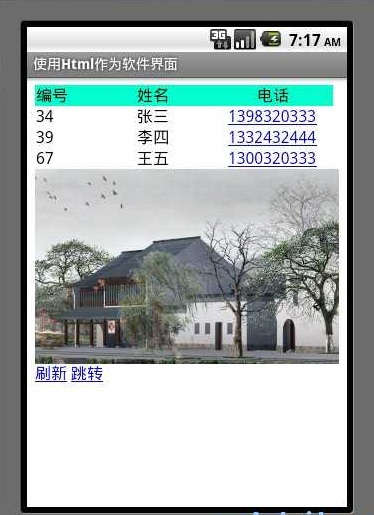 3G 7:17 AM
使用Html作为软件界面
编号 姓名 电话
34 张三 1398320333
39 李四 1332432444
67 王五 1300320333
刷新 跳转